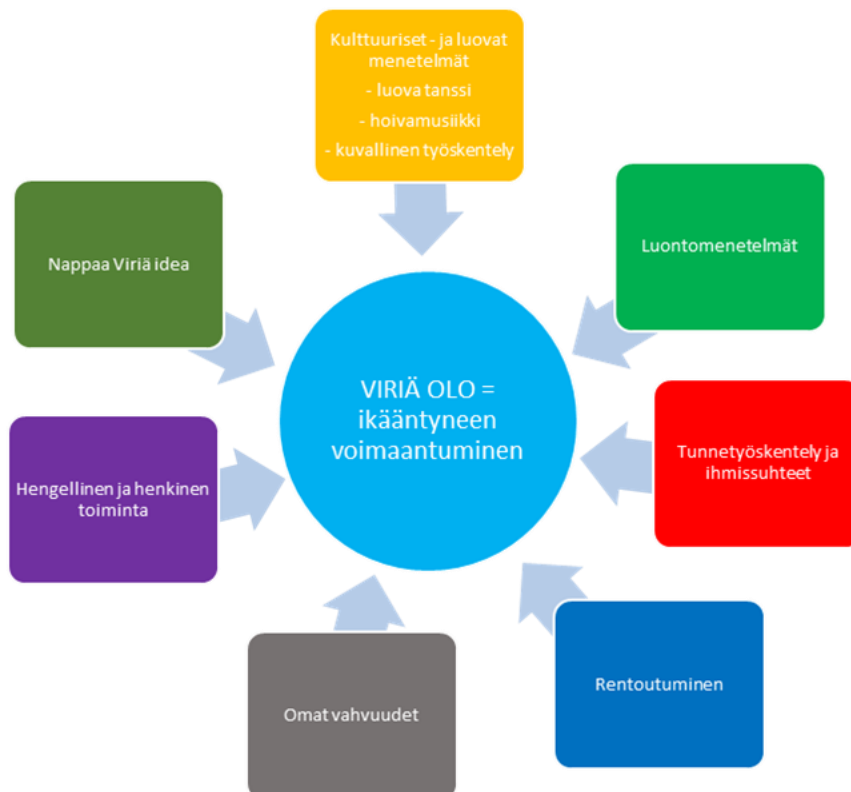 Kulttuuriset - ja luovat
menetelmät
- luova tanssi
- hoivamusiikki
- kuvallinen työskentely
Luontomenetelmät
Tunnetyöskentely ja
ihmissuhteet
Rentoutuminen
Omat vahvuudet
Hengellinen ja henkinen
toiminta
Nappaa Viriä idea
VIRIÄ OLO =
ikääntyneen
voimaantuminen